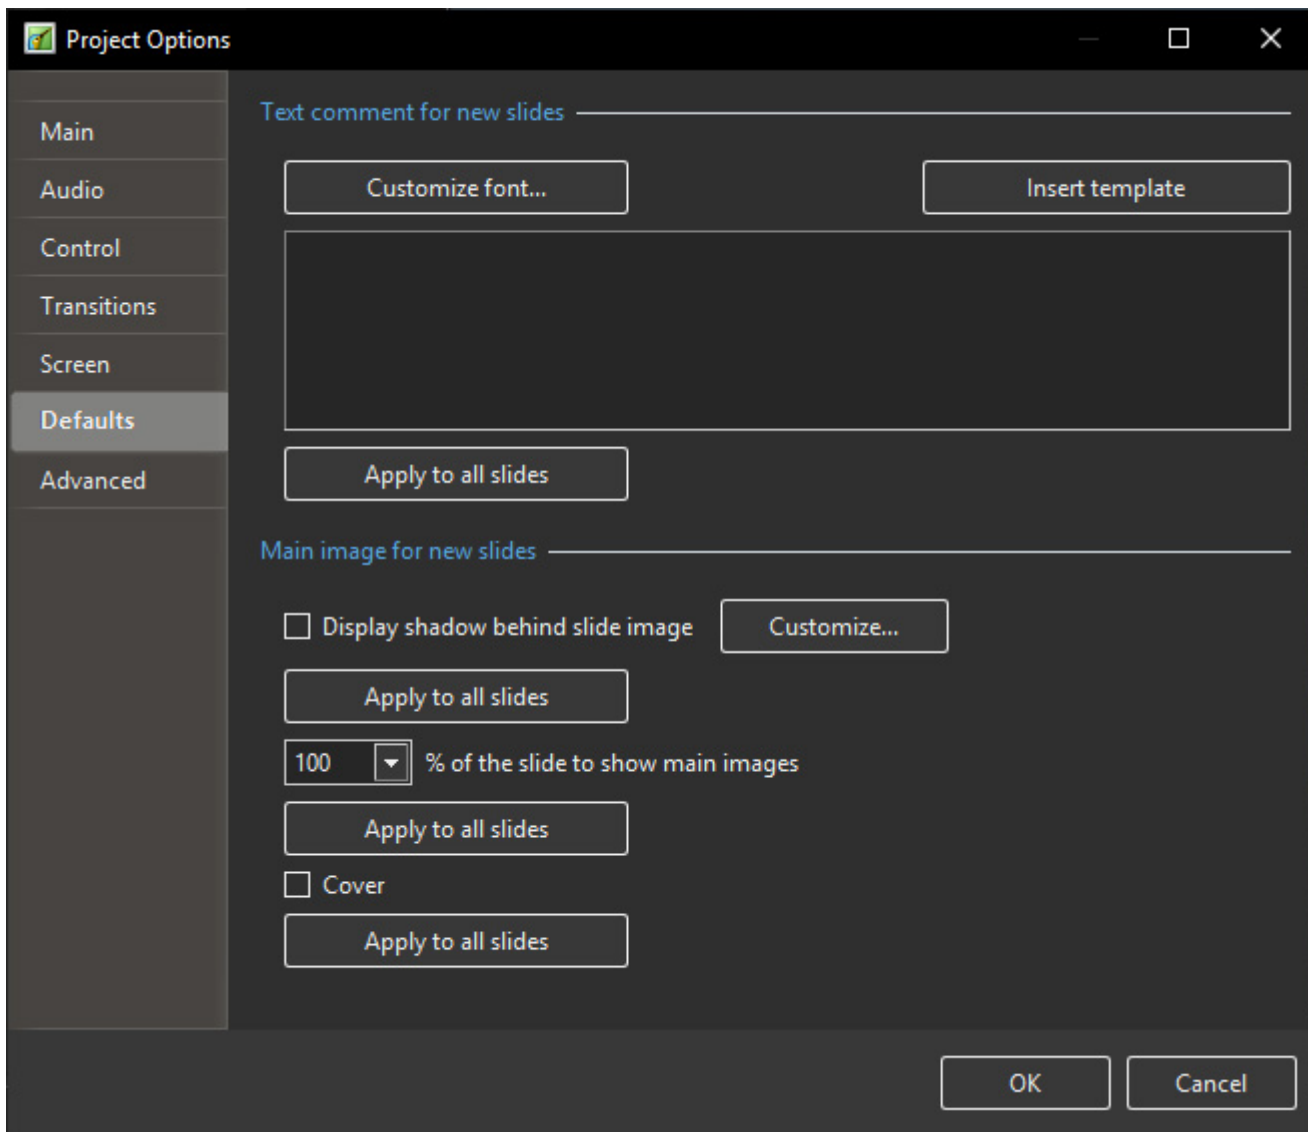 Project Options
Main
Audio
Control
Transitions
Screen
Defaults
Advanced
Text comment for new slides
Customize font... Insert template
Apply to all slides
Main image for new slides
Display shadow behind slide image Customize...
Apply to all slides
100 % of the slide to show main images
Apply to all slides
Cover
Apply to all slides
OK Cancel